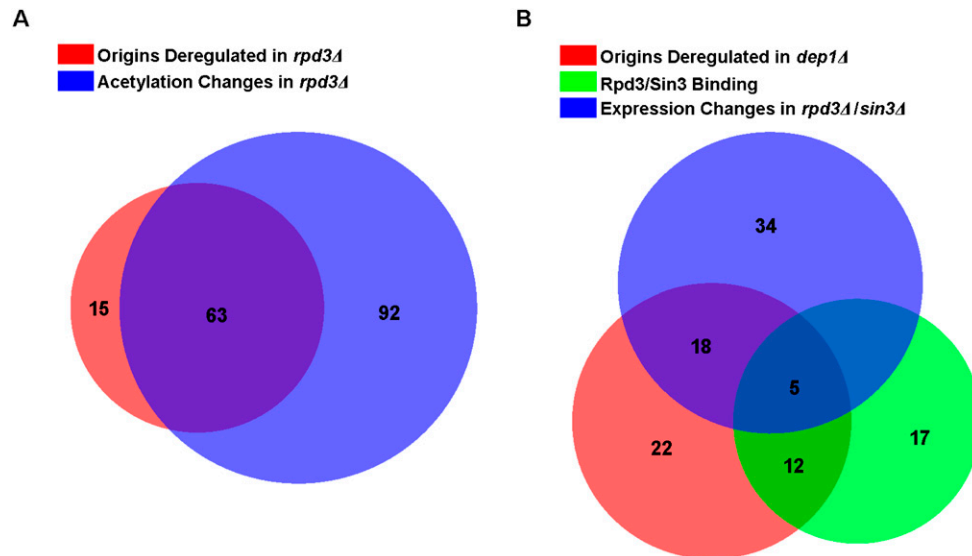 A
Origins Deregulated in rpd3Δ
Acetylation Changes in rpd3Δ
15
63
92
B
Origins Deregulated in dep1Δ
Rpd3/Sin3 Binding
Expression Changes in rpd3Δ/sin3Δ
34
18
5
22
12
17